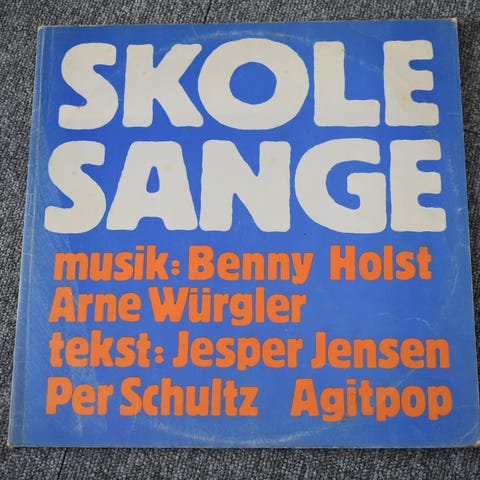 SKOLE
SANGE
musik: Benny Holst
Arne Würgler
tekst: Jesper Jensen
Per Schultz Agitpop